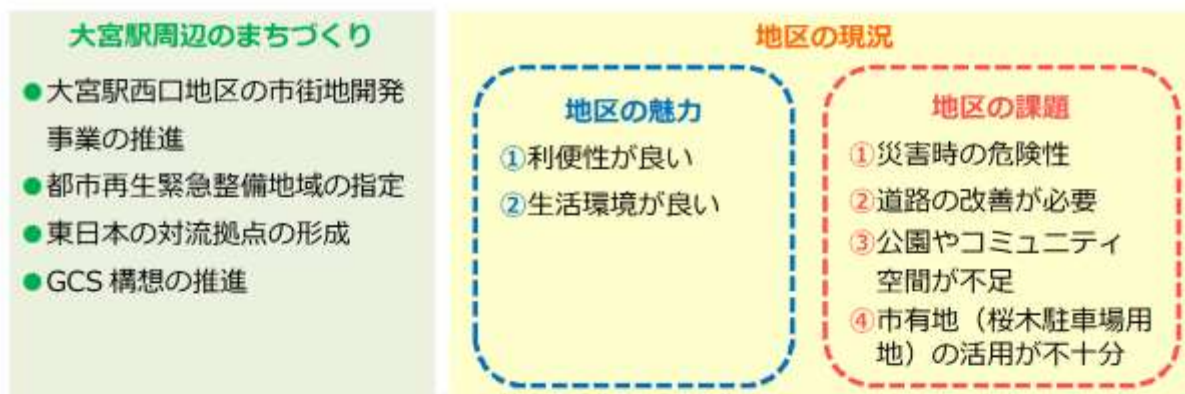 大宮駅周辺のまちづくり
●大宮駅西口地区の市街地開発
事業の推進
●都市再生緊急整備地域の指定
●東日本の対流拠点の形成
●GCS 構想の推進
地区の現況
地区の魅力
①利便性が良い
②生活環境が良い
地区の課題
①災害時の危険性
②道路の改善が必要
③公園やコミュニティ
空間が不足
④市有地（桜木駐車場用
地）の活用が不十分